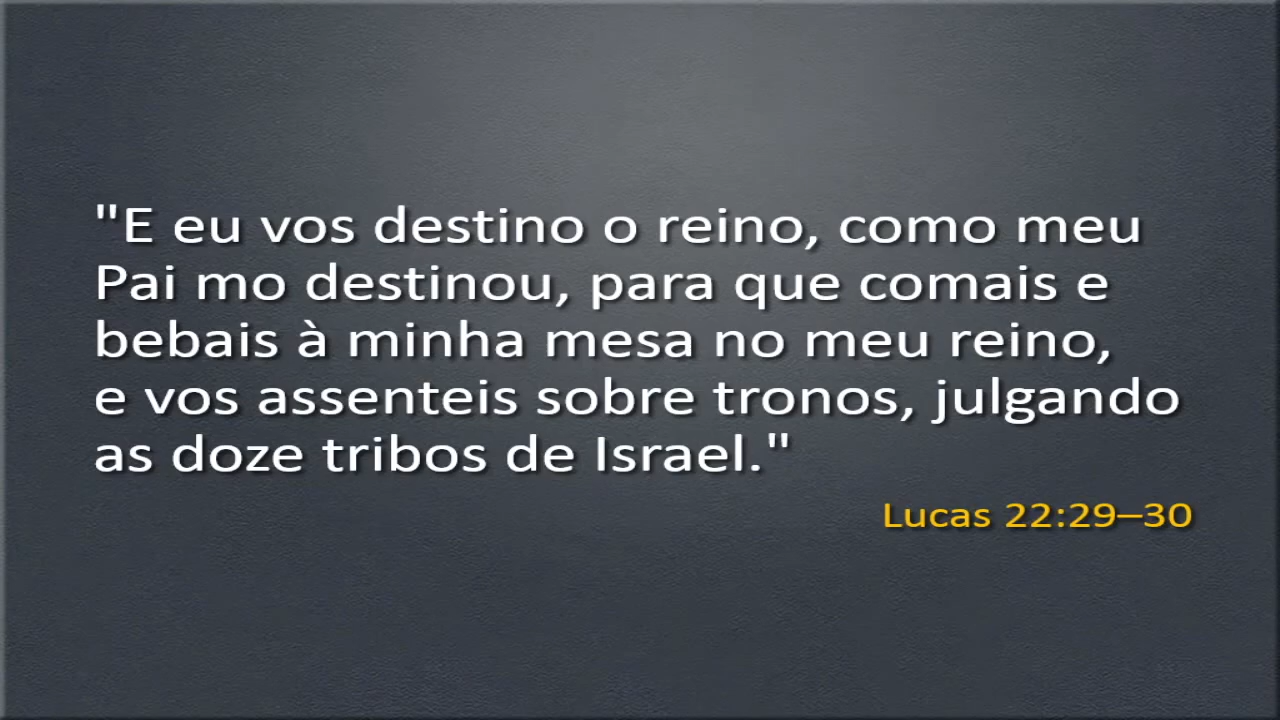 "E eu vos destino o reino, como meu
Pai mo destinou, para que comais e
bebais à minha mesa no meu reino,
e vos assenteis sobre tronos, julgando
as doze tribos de Israel."
Lucas 22:29–30